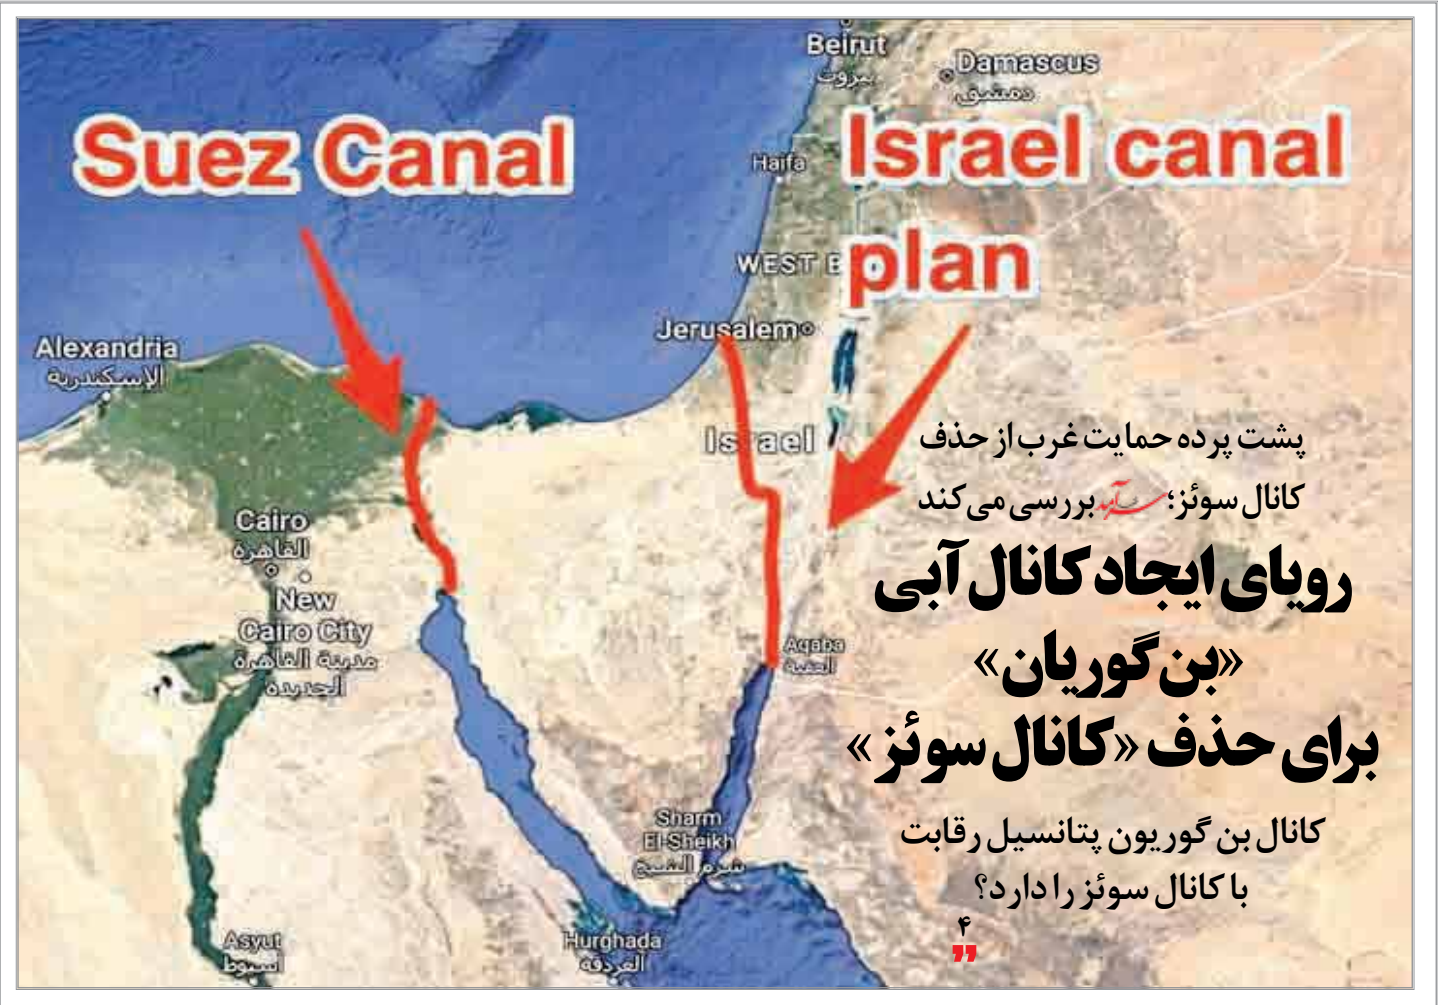 Beirut
بيروت
Damascus
دمشق
Suez Canal
Israel canal
plan
Haifa
WEST B
Jerusalem
Alexandria
الإسكندرية
Israel
Cairo
القاهرة
New
Cairo City
مدينة القاهرة
الجديدة
Aqaba
العقبة
Sharm
El-Sheikh
شرم الشيخ
Asyut
أسيوط
Hurghada
الغردقة
پشت پرده حمایت غرب از حذف
کانال سوئز؛ سرآمد بررسی می‌کند
رویای ایجاد کانال آبی
«بن‌گوریان»
برای حذف «کانال سوئز»
کانال بن گوریون پتانسیل رقابت
با کانال سوئز را دارد؟
۴